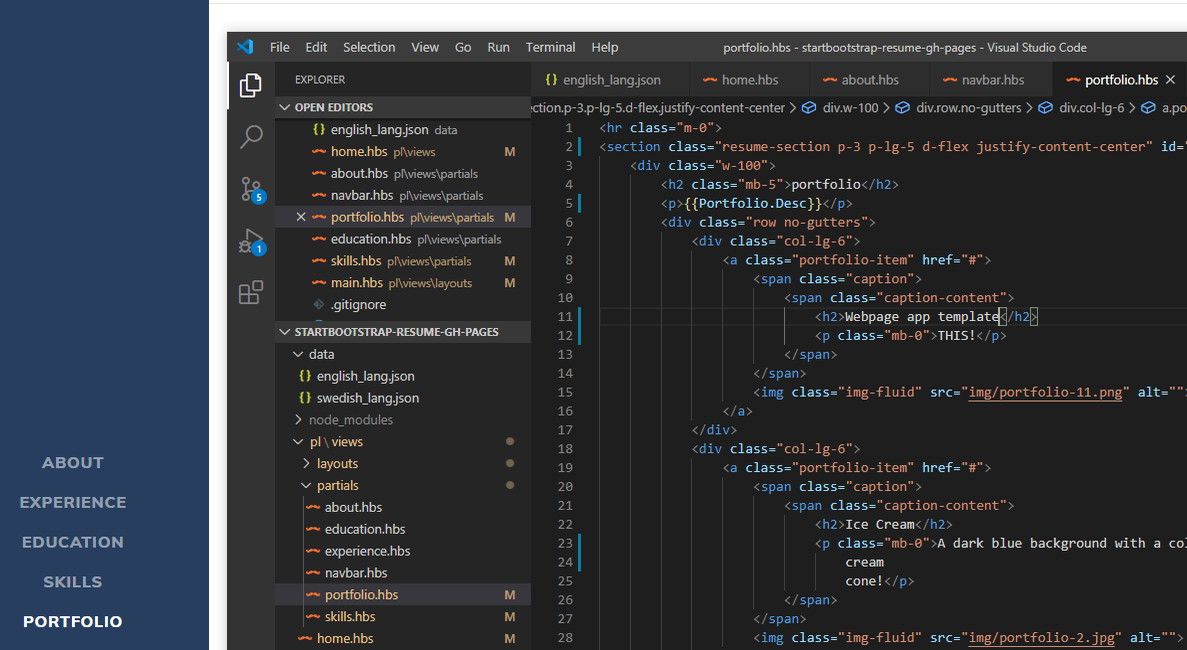 ABOUT
EXPERIENCE
EDUCATION
SKILLS
PORTFOLIO
File Edit Selection View Go Run Terminal Help
portfolio.hbs - startbootstrap-resume-gh-pages - Visual Studio Code
5
1
EXPLORER
OPEN EDITORS
{} english_lang.json data
home.hbs pl\views M
about.hbs pl\views\partials
navbar.hbs pl\views\partials
× portfolio.hbs pl\views\partials M
education.hbs pl\views\partials
skills.hbs pl\views\partials M
main.hbs pl\views\layouts M
.gitignore
STARTBOOTSTRAP-RESUME-GH-PAGES
data
{} english_lang.json
{} swedish_lang.json
node_modules
pl \ views
layouts
partials
about.hbs
education.hbs
experience.hbs
navbar.hbs
portfolio.hbs M
skills.hbs M
home.hbs M
{} english_lang.json home.hbs about.hbs navbar.hbs portfolio.hbs ×
ection.p-3.p-lg-5.d-flex.justify-content-center > div.w-100 > div.row.no-gutters > div.col-lg-6 > a.po
1 <hr class="m-0">
2 <section class="resume-section p-3 p-lg-5 d-flex justify-content-center" id="
3 <div class="w-100">
4 <h2 class="mb-5">portfolio</h2>
5 <p>{{Portfolio.Desc}}</p>
6 <div class="row no-gutters">
7 <div class="col-lg-6">
8 <a class="portfolio-item" href="#">
9 <span class="caption">
10 <span class="caption-content">
11 <h2>Webpage app template</h2>
12 <p class="mb-0">THIS!</p>
13 </span>
14 </span>
15 <img class="img-fluid" src="img/portfolio-11.png" alt="">
16 </a>
17 </div>
18 <div class="col-lg-6">
19 <a class="portfolio-item" href="#">
20 <span class="caption">
21 <span class="caption-content">
22 <h2>Ice Cream</h2>
23 <p class="mb-0">A dark blue background with a col
24 cream
25 cone!</p>
26 </span>
27 </span>
28 <img class="img-fluid" src="img/portfolio-2.jpg" alt="">